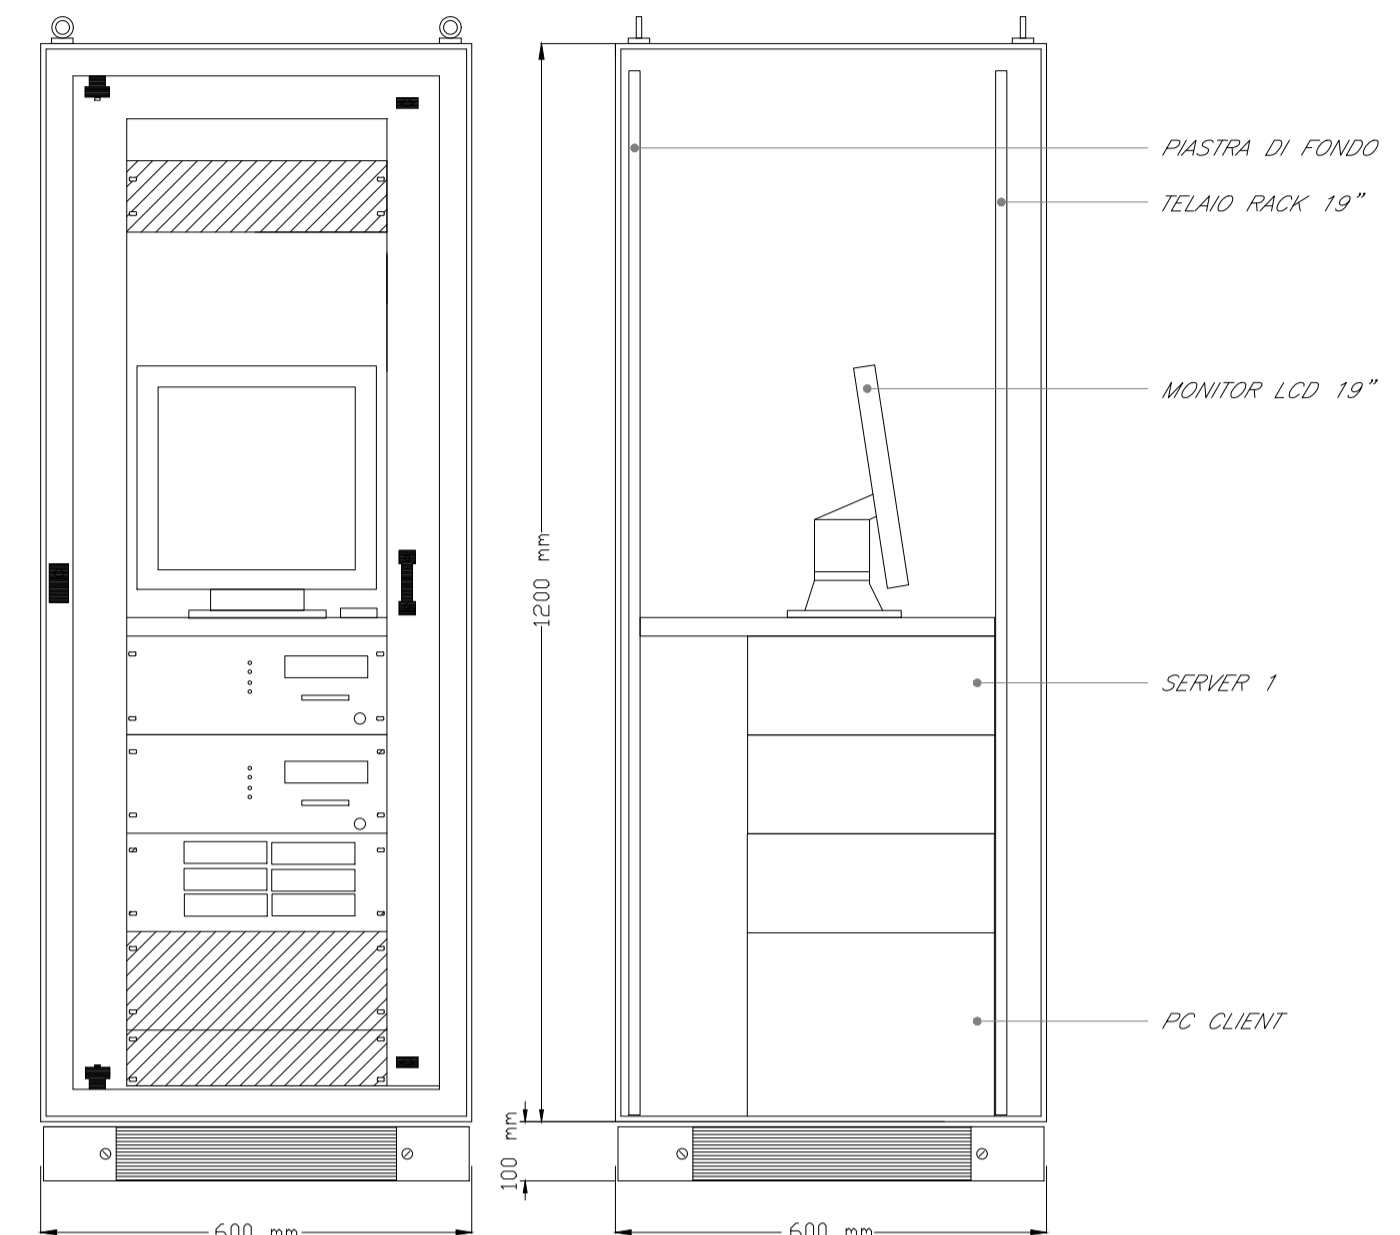 PIASTRA DI FONDO
TELAIO RACK 19"
MONITOR LCD 19"
1200 mm
SERVER 1
PC CLIENT
100 mm
600 mm
600 mm